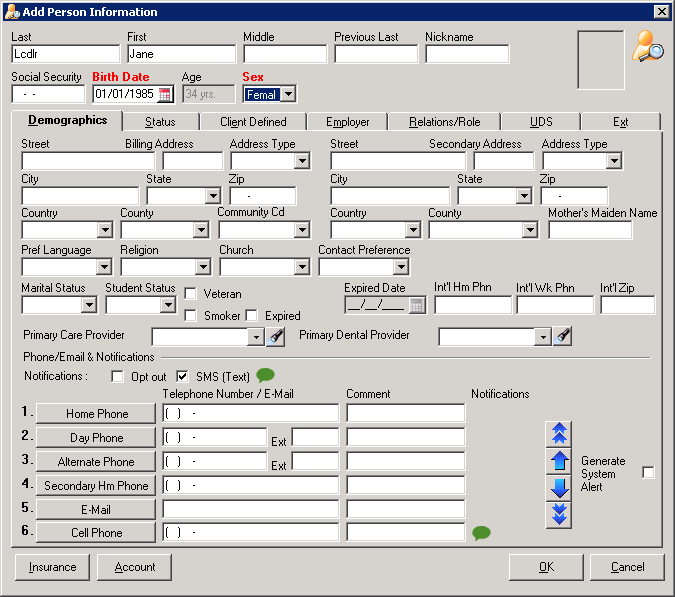 Add Person Information
Last First Middle Previous Last Nickname
Lcdlr Jane
Social Security Birth Date Age Sex
- - 01/01/1985 34 yrs. Femal
Demographics Status Client Defined Employer Relations/Role UDS Ext
Street Billing Address Address Type Street Secondary Address Address Type
City State Zip City State Zip
- -
Country County Community Cd Country County Mother's Maiden Name
Pref Language Religion Church Contact Preference
Marital Status Student Status Veteran Expired Date Int'l Hm Phn Int'l Wk Phn Int'l Zip
__/__/___
Smoker Expired
Primary Care Provider Primary Dental Provider
Phone/Email & Notifications
Notifications : Opt out SMS (Text)
Telephone Number / E-Mail Comment Notifications
1. Home Phone ( ) -
2. Day Phone ( ) - Ext
3. Alternate Phone ( ) - Ext
Generate System Alert
4. Secondary Hm Phone ( ) -
5. E-Mail
6. Cell Phone ( ) -
Insurance Account OK Cancel